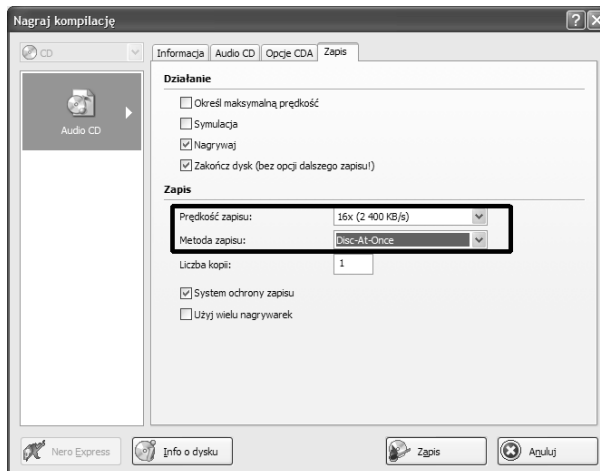 Nagraj kompilację
CD
Informacja Audio CD Opcje CDA Zapis
Audio CD
Działanie
Określ maksymalną prędkość
Symulacja
Nagrywaj
Zakończ dysk (bez opcji dalszego zapisu!)
Zapis
Prędkość zapisu: 16x (2 400 KB/s)
Metoda zapisu: Disc-At-Once
Liczba kopii: 1
System ochrony zapisu
Użyj wielu nagrywarek
Nero Express Info o dysku Zapis Anuluj